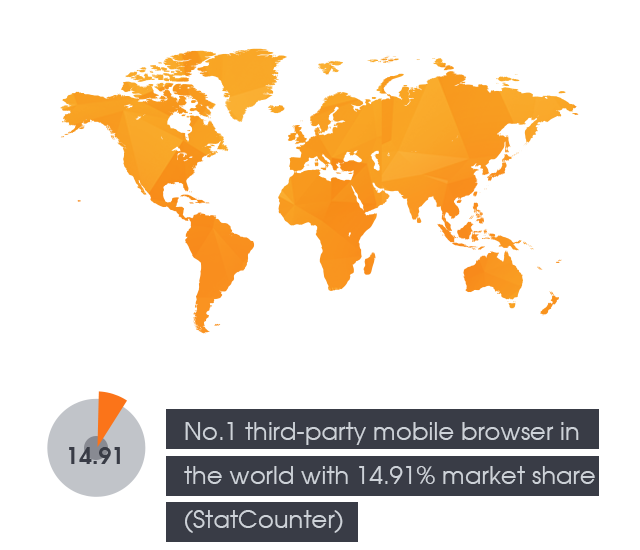 14.91
No.1 third-party mobile browser in
the world with 14.91% market share
(StatCounter)